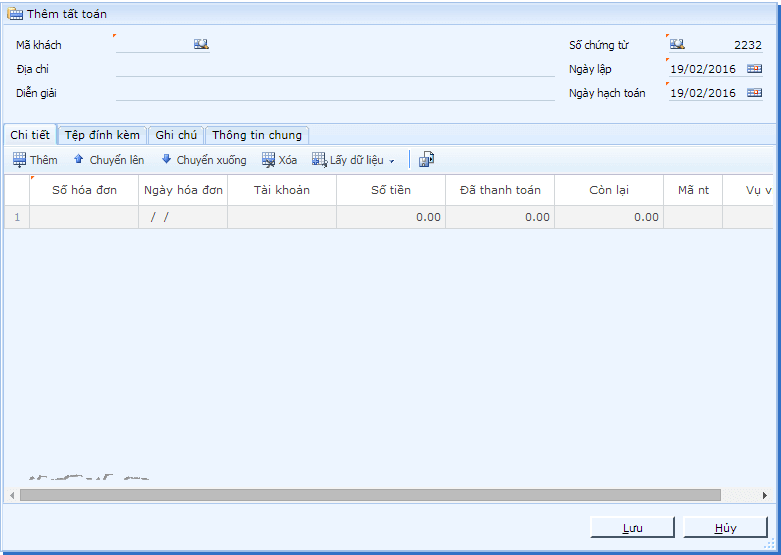 Thêm tất toán
Mã khách Số chứng từ 2232
Địa chỉ Ngày lập 19/02/2016
Diễn giải Ngày hạch toán 19/02/2016
Chi tiết Tệp đính kèm Ghi chú Thông tin chung
Thêm Chuyển lên Chuyển xuống Xóa Lấy dữ liệu
Số hóa đơn Ngày hóa đơn Tài khoản Số tiền Đã thanh toán Còn lại Mã nt Vụ v
1 / / 0.00 0.00 0.00
Lưu Hủy